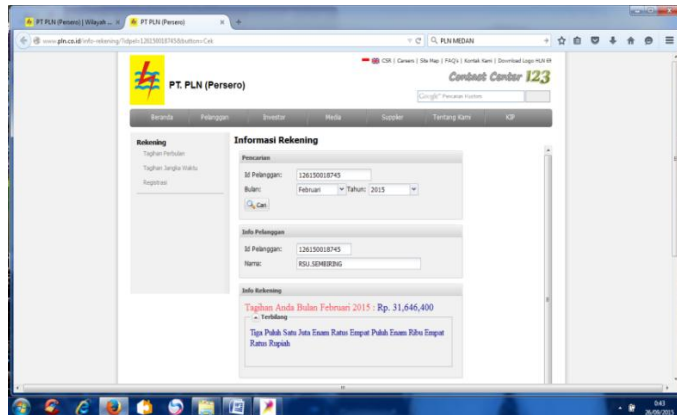 PT PLN (Persero) | Wilayah ...
PT PLN (Persero)
www.pln.co.id/info-rekening/?idpel=126150018745&button=Cek
PLN MEDAN
CSR | Careers | Site Map | FAQ's | Kontak Kami | Download Logo HLN 69
PT. PLN (Persero)
Contact Center 123
Google Pencarian Kustom
Beranda Pelanggan Investor Media Supplier Tentang Kami KIP
Rekening
Tagihan Perbulan
Tagihan Jangka Waktu
Registrasi
Informasi Rekening
Pencarian
Id Pelanggan: 126150018745
Bulan: Februari Tahun: 2015
Cari
Info Pelanggan
Id Pelanggan: 126150018745
Nama: RSU.SEMBIRING
Info Rekening
Tagihan Anda Bulan Februari 2015 : Rp. 31,646,400
Terbilang
Tiga Puluh Satu Juta Enam Ratus Empat Puluh Enam Ribu Empat
Ratus Rupiah
0:43
26/09/2015